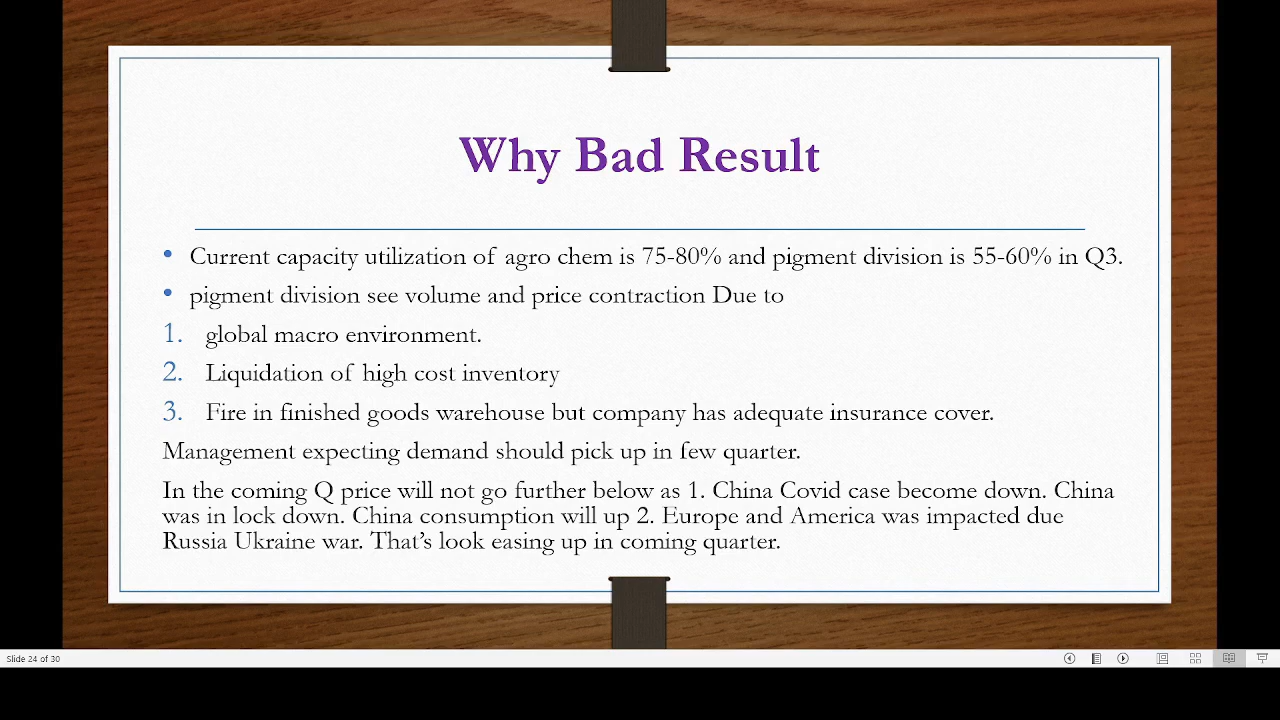 Why Bad Result
• Current capacity utilization of agro chem is 75-80% and pigment division is 55-60% in Q3.
• pigment division see volume and price contraction Due to
1. global macro environment.
2. Liquidation of high cost inventory
3. Fire in finished goods warehouse but company has adequate insurance cover.
Management expecting demand should pick up in few quarter.
In the coming Q price will not go further below as 1. China Covid case become down. China
was in lock down. China consumption will up 2. Europe and America was impacted due
Russia Ukraine war. That’s look easing up in coming quarter.
Slide 24 of 30